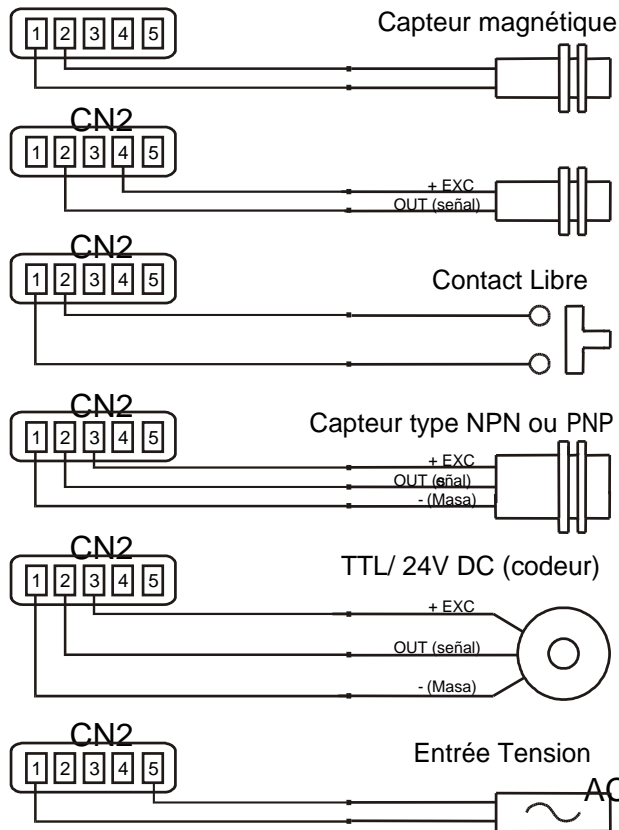 Capteur magnétique
1 2 3 4 5
CN2
1 2 3 4 5
+ EXC
OUT (señal)
CN2
1 2 3 4 5
Contact Libre
CN2
1 2 3 4 5
Capteur type NPN ou PNP
+ EXC
OUT (señal)
- (Masa)
CN2
1 2 3 4 5
TTL/ 24V DC (codeur)
+ EXC
OUT (señal)
- (Masa)
CN2
1 2 3 4 5
Entrée Tension
AC